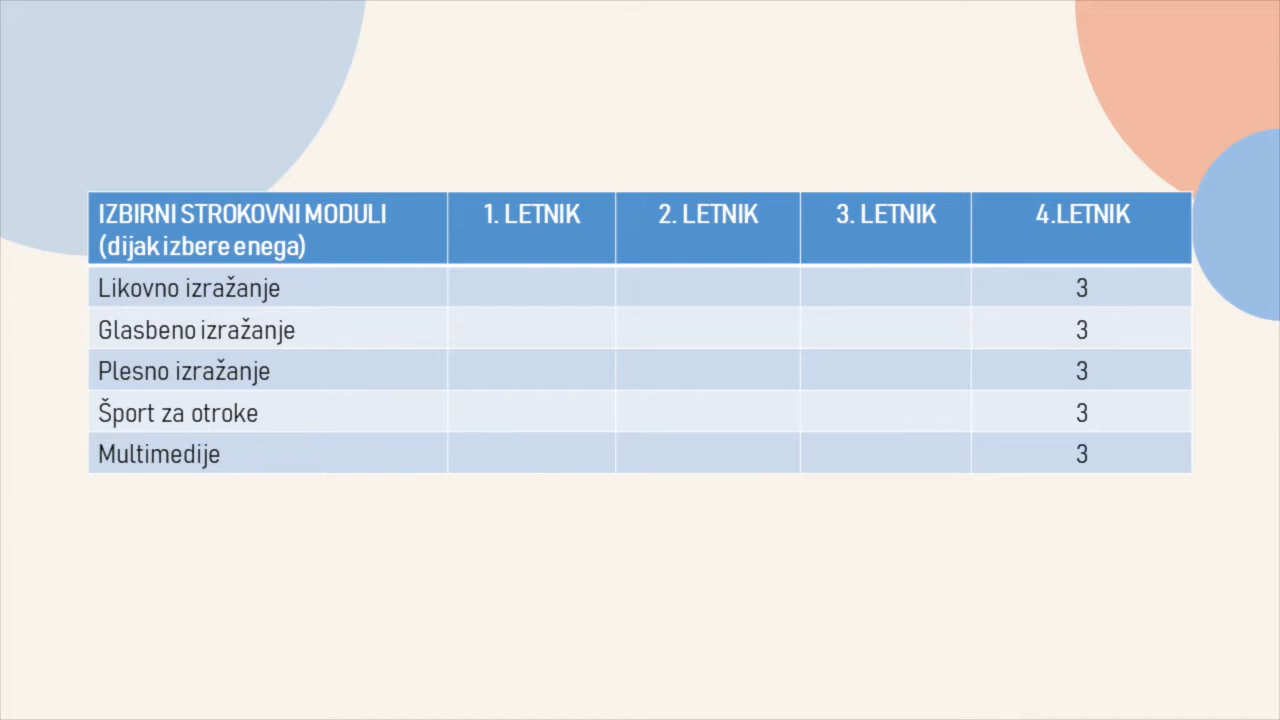 IZBIRNI STROKOVNI MODULI 1. LETNIK 2. LETNIK 3. LETNIK 4.LETNIK
(dijak izbere enega)
Likovno izražanje 3
Glasbeno izražanje 3
Plesno izražanje 3
Šport za otroke 3
Multimedije 3